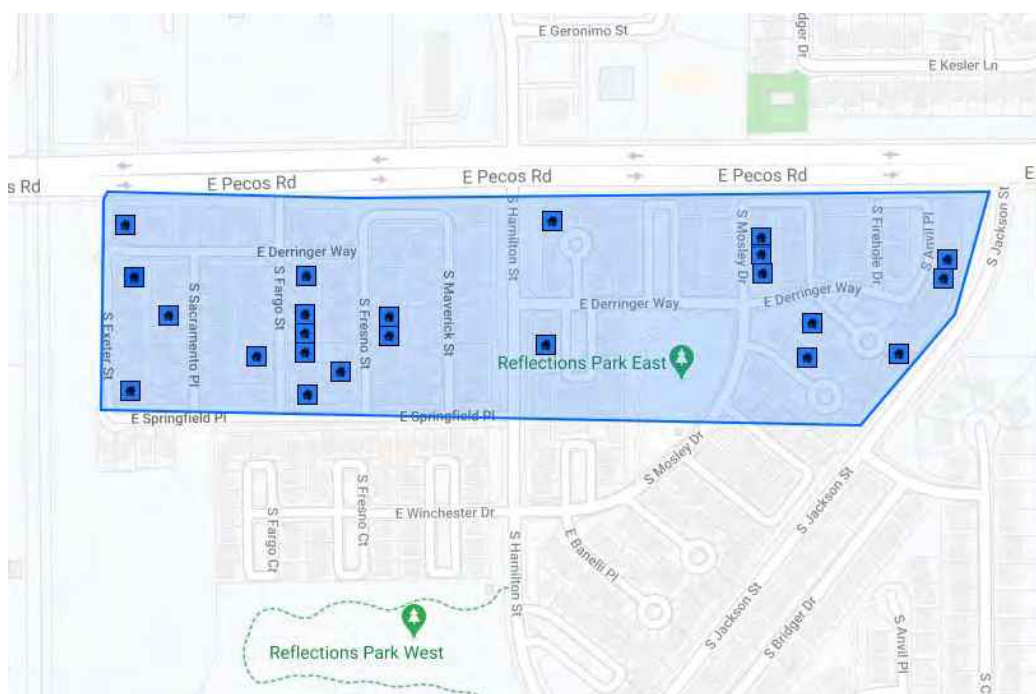 E Geronimo St
dger Dr
E Kesler Ln
s Rd
E Pecos Rd
E Pecos Rd
E Pecos Rd
E
S Hamilton St
S Mosley Dr
S Firehole Dr
S Anvil Pl
S Jackson St
E Derringer Way
S Sacramento Pl
S Fargo St
S Fresno St
S Maverick St
E Derringer Way
E Derringer Way
S Exeter St
Reflections Park East
E Springfield Pl
E Springfield Pl
S Mosley Dr
S Jackson St
S Fargo Ct
S Fresno Ct
E Winchester Dr
S Hamilton St
E Banelli Pl
S Jackson St
S Bridger Dr
S Anvil Pl
Reflections Park West